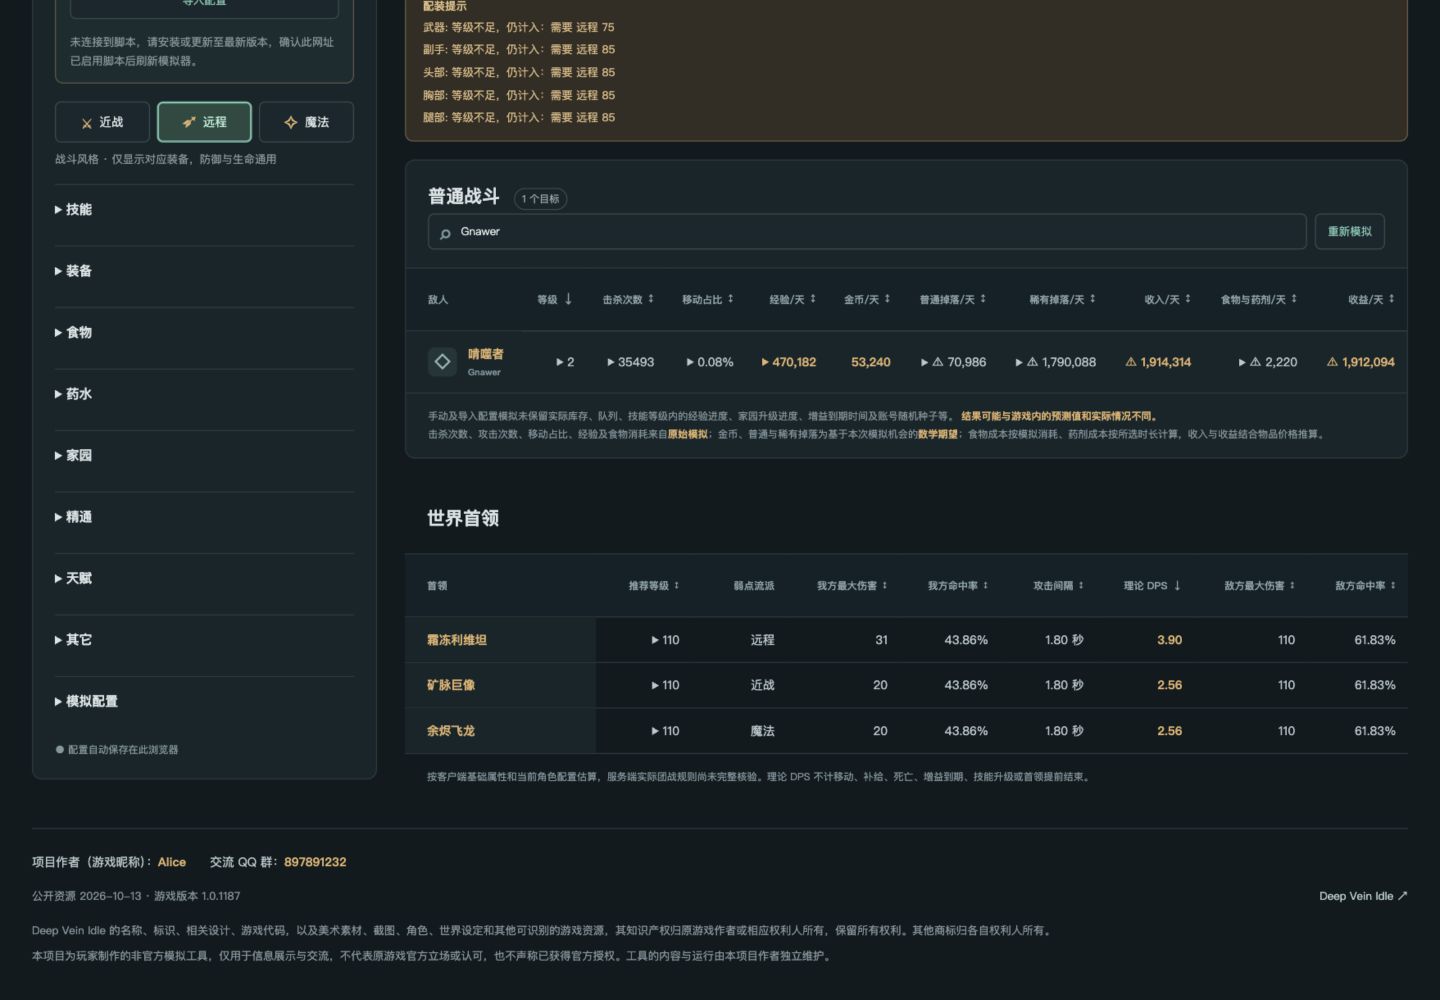 导入配置
未连接到脚本，请安装或更新至最新版本，确认此网址
已启用脚本后刷新模拟器。
近战 远程 魔法
战斗风格 · 仅显示对应装备，防御与生命通用
▶ 技能
▶ 装备
▶ 食物
▶ 药水
▶ 家园
▶ 精通
▶ 天赋
▶ 其它
▶ 模拟配置
配置自动保存在此浏览器
配装提示
武器: 等级不足，仍计入：需要 远程 75
副手: 等级不足，仍计入：需要 远程 85
头部: 等级不足，仍计入：需要 远程 85
胸部: 等级不足，仍计入：需要 远程 85
腿部: 等级不足，仍计入：需要 远程 85
普通战斗 1 个目标
Gnawer 重新模拟
敌人 等级 ↓ 击杀次数 ↕ 移动占比 ↕ 经验/天 ↕ 金币/天 ↕ 普通掉落/天 ↕ 稀有掉落/天 ↕ 收入/天 ↕ 食物与药剂/天 ↕ 收益/天 ↕
啃噬者 ▶ 2 ▶ 35493 ▶ 0.08% ▶ 470,182 53,240 ▶ ⚠ 70,986 ▶ ⚠ 1,790,088 ⚠ 1,914,314 ▶ ⚠ 2,220 ⚠ 1,912,094
Gnawer
手动及导入配置模拟未保留实际库存、队列、技能等级内的经验进度、家园升级进度、增益到期时间及账号随机种子等。 结果可能与游戏内的预测值和实际情况不同。
击杀次数、攻击次数、移动占比、经验及食物消耗来自原始模拟；金币、普通与稀有掉落为基于本次模拟机会的数学期望；食物成本按模拟消耗、药剂成本按所选时长计算，收入与收益结合物品价格推算。
世界首领
首领 推荐等级 ↕ 弱点流派 我方最大伤害 ↕ 我方命中率 ↕ 攻击间隔 ↕ 理论 DPS ↓ 敌方最大伤害 ↕ 敌方命中率 ↕
霜冻利维坦 ▶ 110 远程 31 43.86% 1.80 秒 3.90 110 61.83%
矿脉巨像 ▶ 110 近战 20 43.86% 1.80 秒 2.56 110 61.83%
余烬飞龙 ▶ 110 魔法 20 43.86% 1.80 秒 2.56 110 61.83%
按客户端基础属性和当前角色配置估算，服务端实际团战规则尚未完整核验。理论 DPS 不计移动、补给、死亡、增益到期、技能升级或首领提前结束。
项目作者（游戏昵称）：Alice 交流 QQ 群：897891232
公开资源 2026-10-13 · 游戏版本 1.0.1187 Deep Vein Idle ↗
Deep Vein Idle 的名称、标识、相关设计、游戏代码，以及美术素材、截图、角色、世界设定和其他可识别的游戏资源，其知识产权归原游戏作者或相应权利人所有，保留所有权利。其他商标归各自权利人所有。
本项目为玩家制作的非官方模拟工具，仅用于信息展示与交流，不代表原游戏官方立场或认可，也不声称已获得官方授权。工具的内容与运行由本项目作者独立维护。